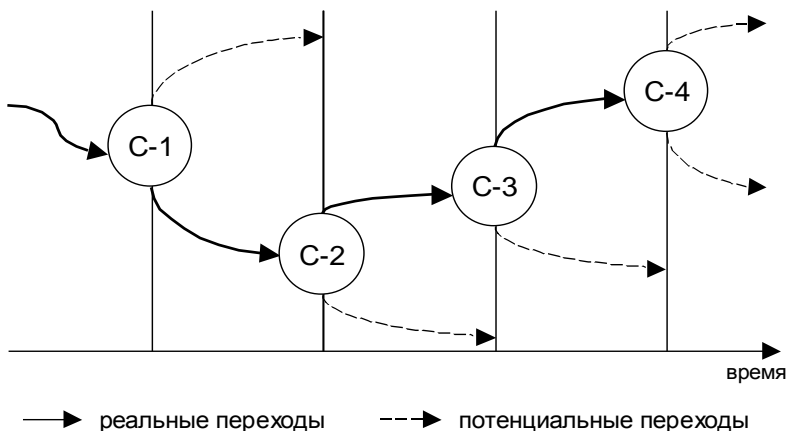 С-4
С-1
С-3
С-2
время
реальные переходы
потенциальные переходы